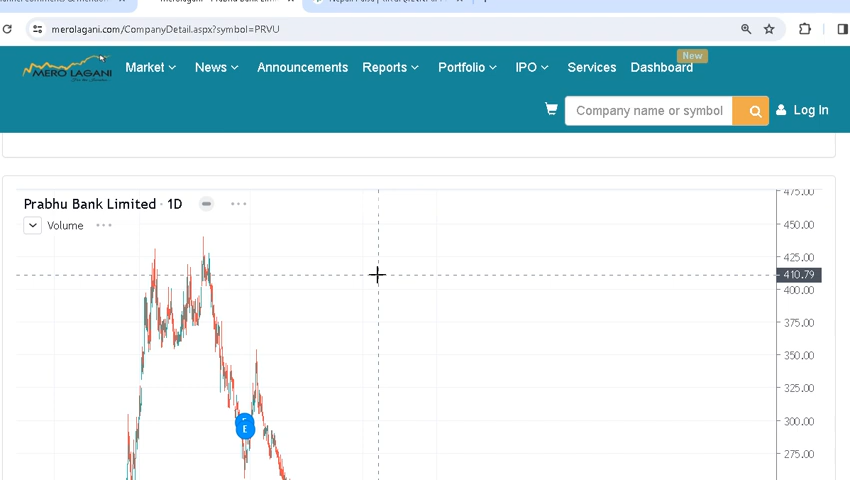 merolagani.com/CompanyDetail.aspx?symbol=PRVU
MERO LAGANI
Market News Announcements Reports Portfolio IPO Services Dashboard
New
Company name or symbol
Log In
Prabhu Bank Limited · 1D
Volume
475.00
450.00
425.00
410.79
400.00
375.00
350.00
325.00
300.00
275.00
E